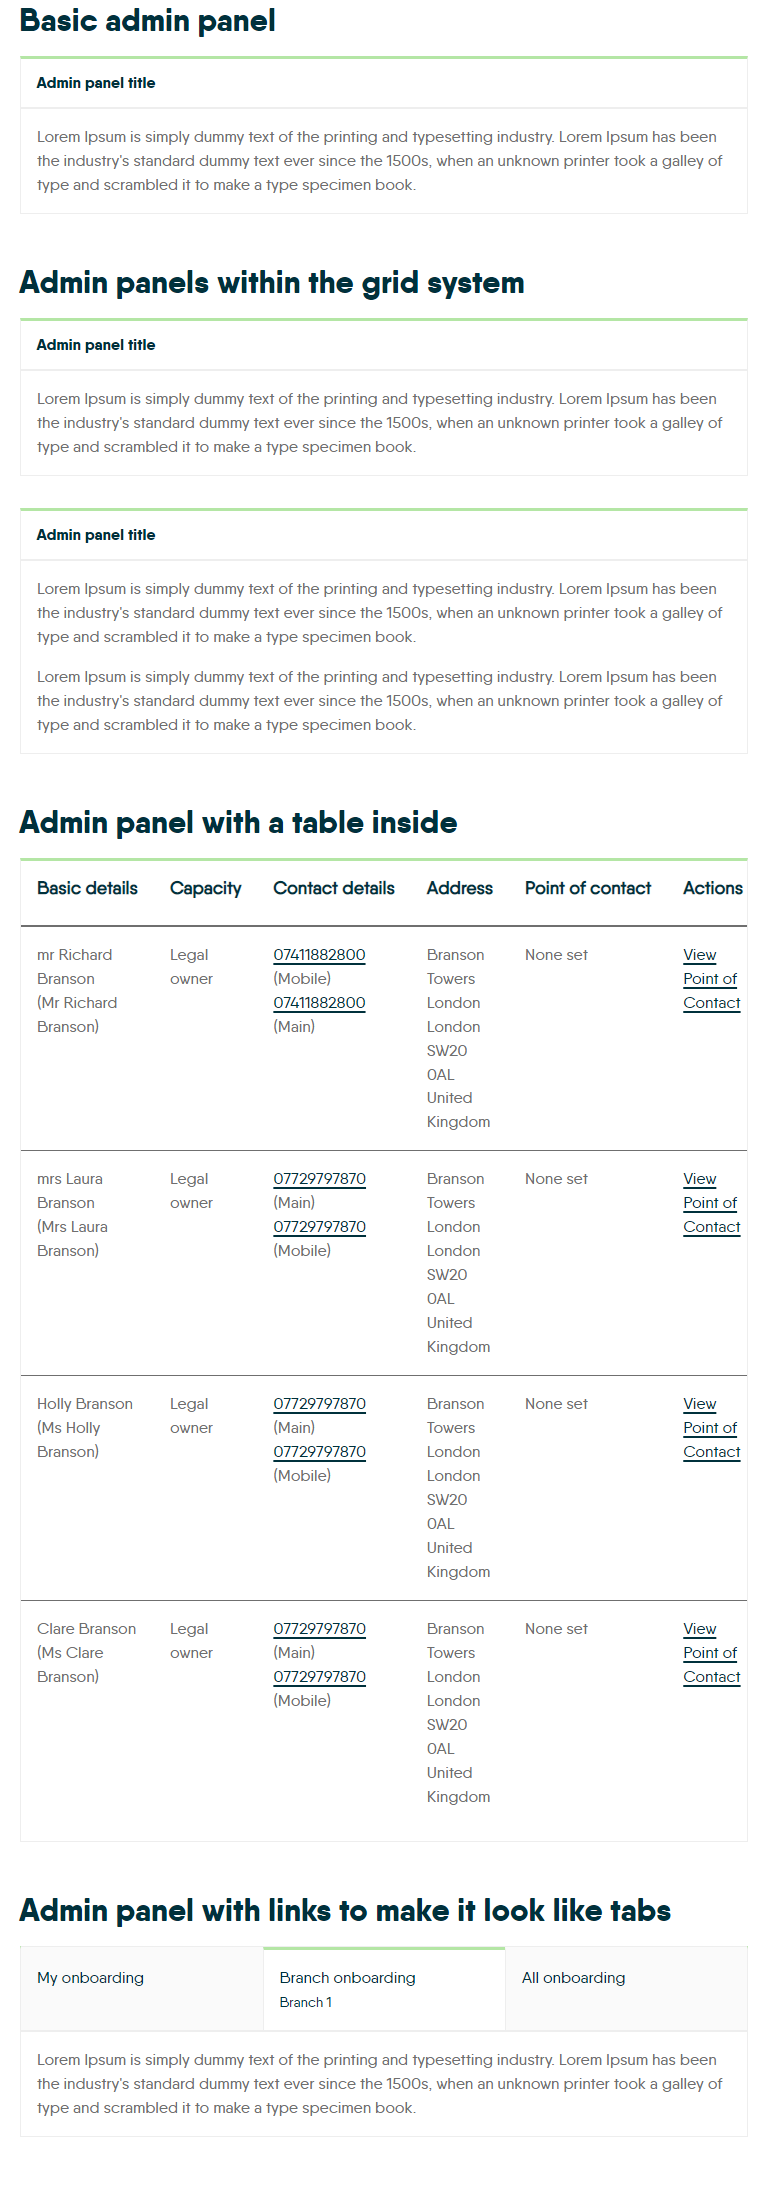 Basic admin panel
Admin panel title
Lorem Ipsum is simply dummy text of the printing and typesetting industry. Lorem Ipsum has been
the industry's standard dummy text ever since the 1500s, when an unknown printer took a galley of
type and scrambled it to make a type specimen book.
Admin panels within the grid system
Admin panel title
Lorem Ipsum is simply dummy text of the printing and typesetting industry. Lorem Ipsum has been
the industry's standard dummy text ever since the 1500s, when an unknown printer took a galley of
type and scrambled it to make a type specimen book.
Admin panel title
Lorem Ipsum is simply dummy text of the printing and typesetting industry. Lorem Ipsum has been
the industry's standard dummy text ever since the 1500s, when an unknown printer took a galley of
type and scrambled it to make a type specimen book.
Lorem Ipsum is simply dummy text of the printing and typesetting industry. Lorem Ipsum has been
the industry's standard dummy text ever since the 1500s, when an unknown printer took a galley of
type and scrambled it to make a type specimen book.
Admin panel with a table inside
Basic details Capacity Contact details Address Point of contact Actions
mr Richard Legal 07411882800 Branson None set View
Branson owner (Mobile) Towers Point of
(Mr Richard 07411882800 London Contact
Branson) (Main) London
SW20
0AL
United
Kingdom
mrs Laura Legal 07729797870 Branson None set View
Branson owner (Main) Towers Point of
(Mrs Laura 07729797870 London Contact
Branson) (Mobile) London
SW20
0AL
United
Kingdom
Holly Branson Legal 07729797870 Branson None set View
(Ms Holly owner (Main) Towers Point of
Branson) 07729797870 London Contact
(Mobile) London
SW20
0AL
United
Kingdom
Clare Branson Legal 07729797870 Branson None set View
(Ms Clare owner (Main) Towers Point of
Branson) 07729797870 London Contact
(Mobile) London
SW20
0AL
United
Kingdom
Admin panel with links to make it look like tabs
My onboarding Branch onboarding All onboarding
Branch 1
Lorem Ipsum is simply dummy text of the printing and typesetting industry. Lorem Ipsum has been
the industry's standard dummy text ever since the 1500s, when an unknown printer took a galley of
type and scrambled it to make a type specimen book.